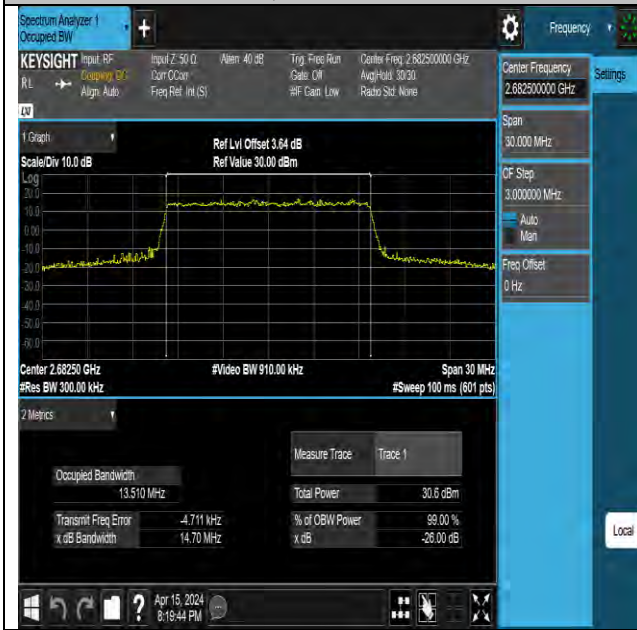 Spectrum Analyzer 1
Occupied BW
+
Frequency
KEYSIGHT Input: RF Input Z: 50 Ω Atten: 40 dB Trig: Free Run Center Freq: 2.682500000 GHz
RL Coupling: DC Corr CCorr Gate: Off Avg|Hold: 30/30
Align: Auto Freq Ref: Int (S) #IF Gain: Low Radio Std: None
Center Frequency
2.682500000 GHz
Settings
Span
30.000 MHz
CF Step
3.000000 MHz
Auto
Man
Freq Offset
0 Hz
1 Graph
Ref Lvl Offset 3.64 dB
Scale/Div 10.0 dB Ref Value 30.00 dBm
Log
20.0
10.0
0.00
-10.0
-20.0
-30.0
-40.0
-50.0
-60.0
Center 2.68250 GHz #Video BW 910.00 kHz Span 30 MHz
#Res BW 300.00 kHz #Sweep 100 ms (601 pts)
2 Metrics
Measure Trace Trace 1
Occupied Bandwidth
13.510 MHz
Total Power 30.6 dBm
Transmit Freq Error -4.711 kHz % of OBW Power 99.00 %
x dB Bandwidth 14.70 MHz x dB -26.00 dB
Local
? Apr 15, 2024
8:19:44 PM